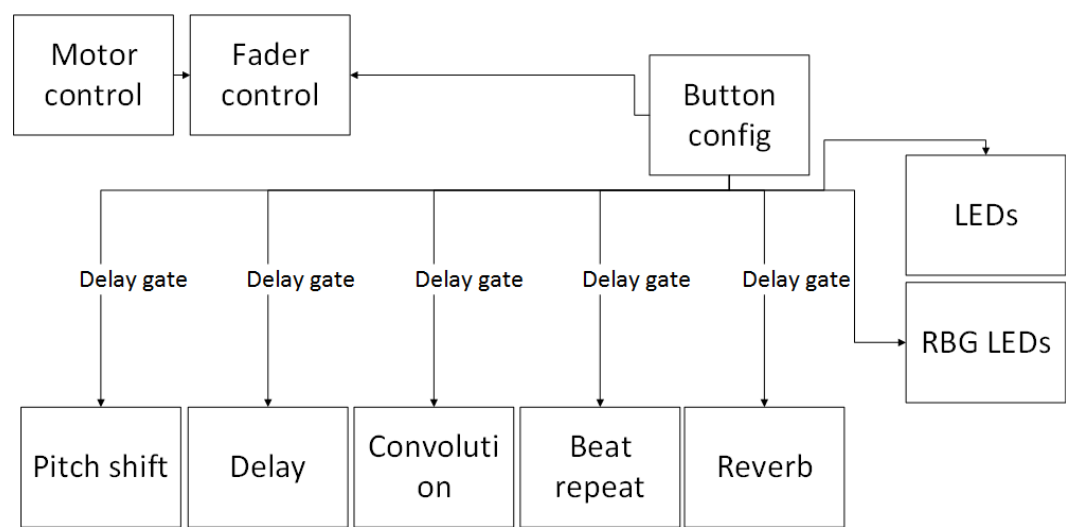 Motor
control
Fader
control
Button
config
LEDs
Delay gate
Delay gate
Delay gate
Delay gate
Delay gate
RBG LEDs
Pitch shift
Delay
Convoluti
on
Beat
repeat
Reverb